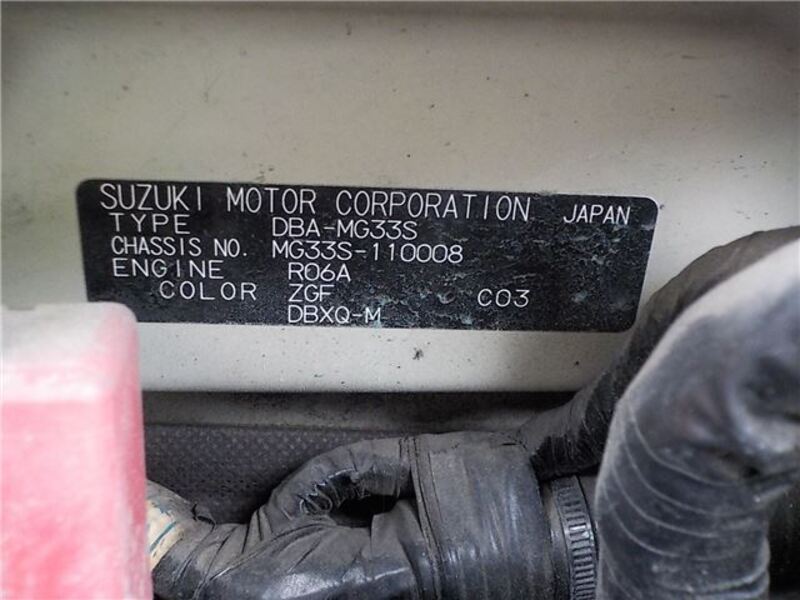 SUZUKI MOTOR CORPORATION JAPAN
TYPE DBA-MG33S
CHASSIS NO. MG33S-110008
ENGINE R06A
COLOR ZGF C03
DBXQ-M